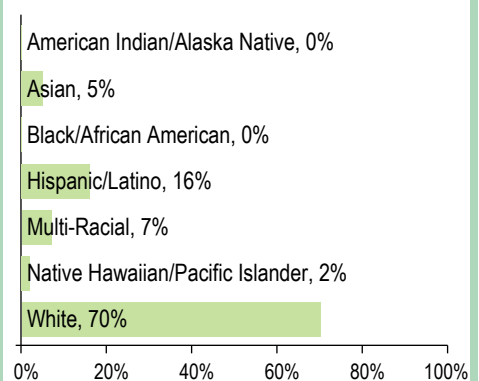 American Indian/Alaska Native, 0%
Asian, 5%
Black/African American, 0%
Hispanic/Latino, 16%
Multi-Racial, 7%
Native Hawaiian/Pacific Islander, 2%
White, 70%
0% 20% 40% 60% 80% 100%